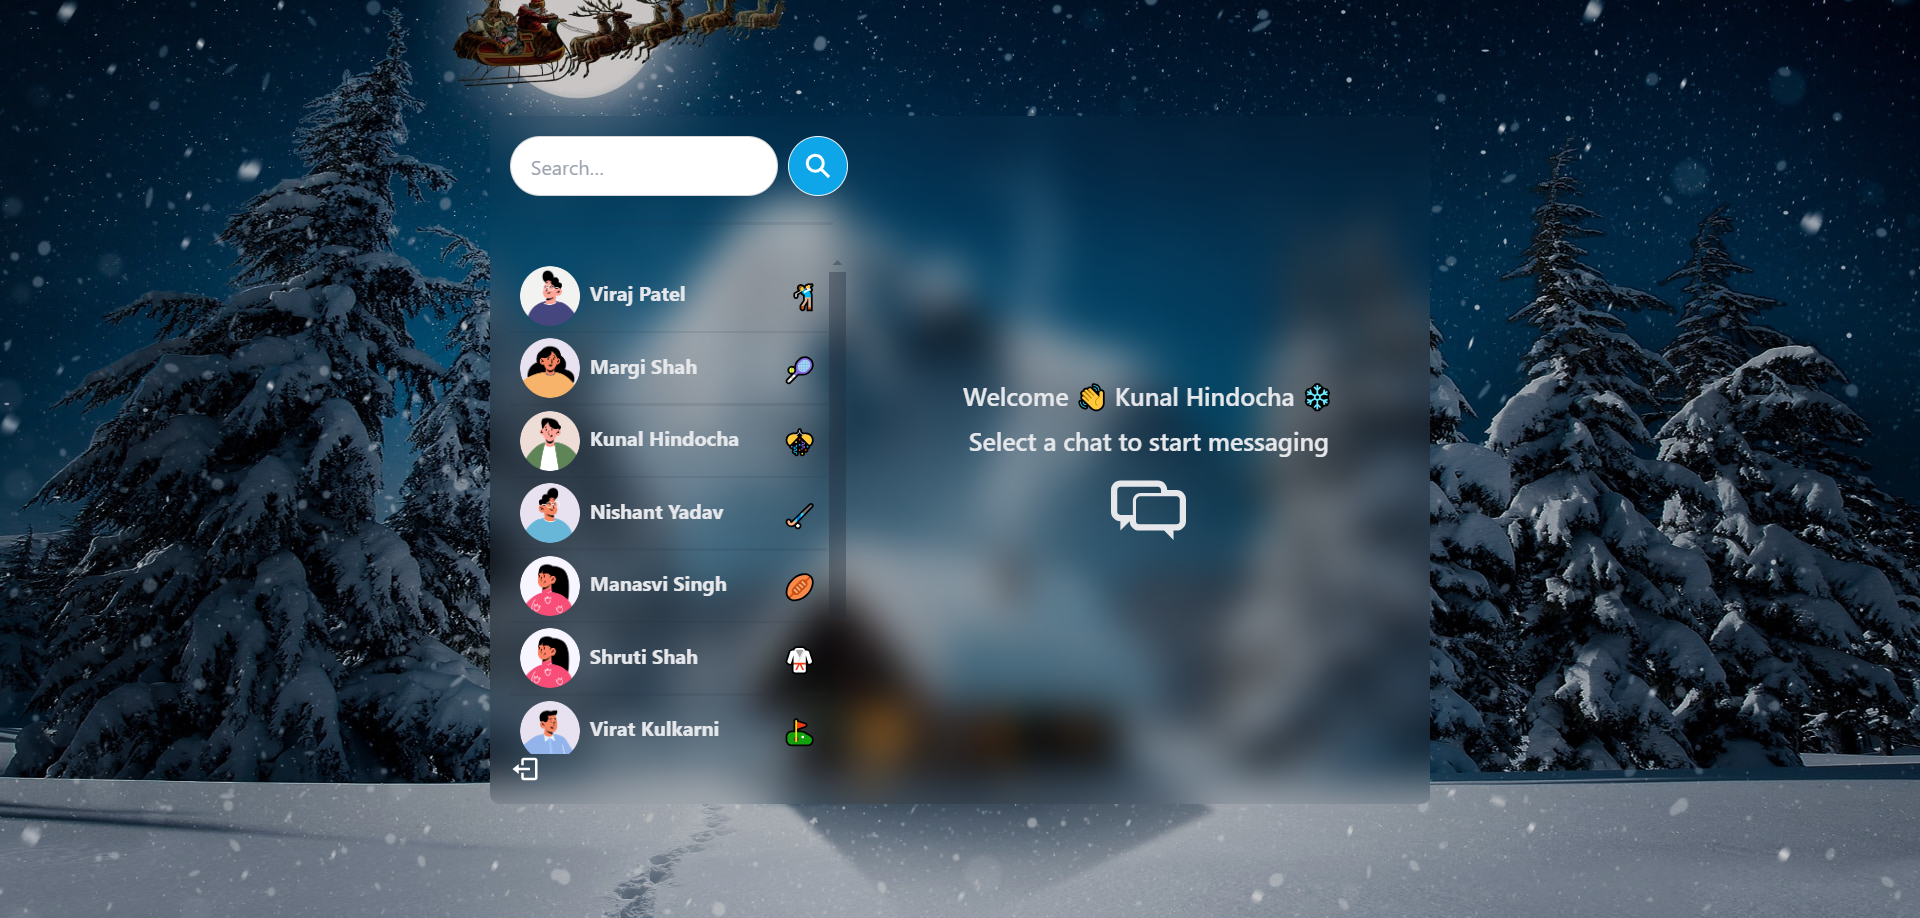 Search...
Viraj Patel
Margi Shah
Kunal Hindocha
Nishant Yadav
Manasvi Singh
Shruti Shah
Virat Kulkarni
Welcome 👋 Kunal Hindocha ❄
Select a chat to start messaging